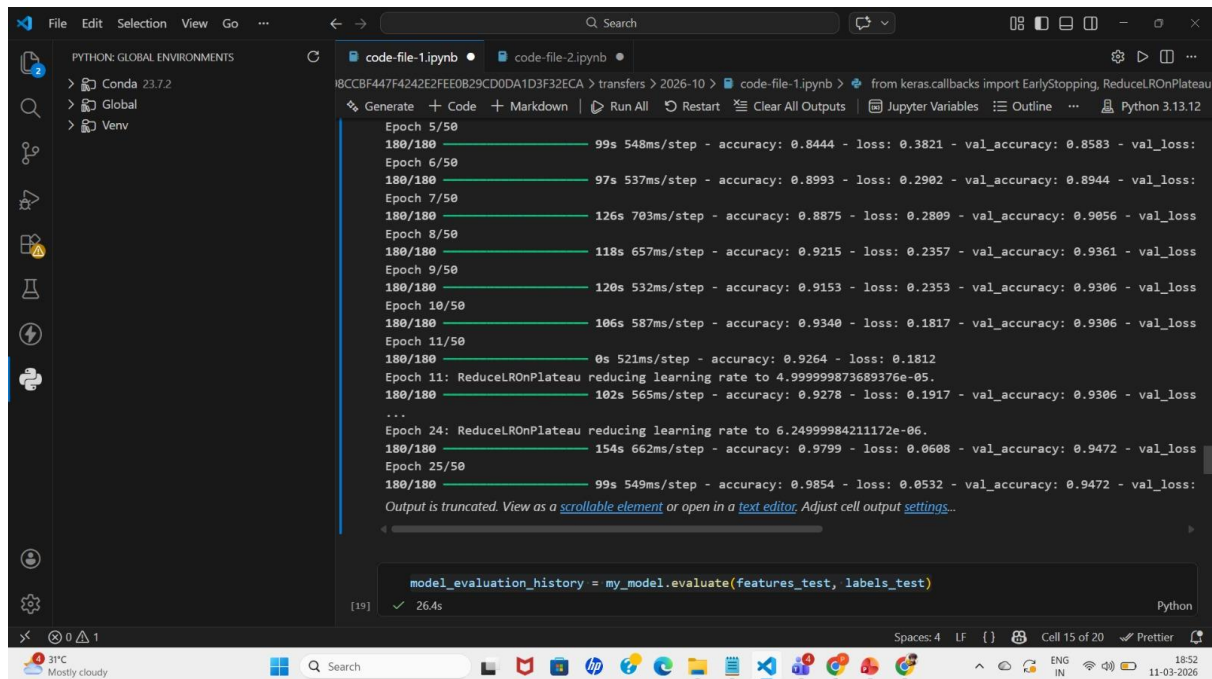 File Edit Selection View Go ...
Search
PYTHON: GLOBAL ENVIRONMENTS
Conda 23.7.2
Global
Venv
2
code-file-1.ipynb
code-file-2.ipynb
38CCBF447F4242E2FEE0B29CD0DA1D3F32ECA > transfers > 2026-10 > code-file-1.ipynb > from keras.callbacks import EarlyStopping, ReduceLROnPlateau
Generate + Code + Markdown | Run All Restart Clear All Outputs | Jupyter Variables Outline ... Python 3.13.12
Epoch 5/50
180/180 ━━━━━━━━━━━━━━━━━━━━ 99s 548ms/step - accuracy: 0.8444 - loss: 0.3821 - val_accuracy: 0.8583 - val_loss:
Epoch 6/50
180/180 ━━━━━━━━━━━━━━━━━━━━ 97s 537ms/step - accuracy: 0.8993 - loss: 0.2902 - val_accuracy: 0.8944 - val_loss:
Epoch 7/50
180/180 ━━━━━━━━━━━━━━━━━━━━ 126s 703ms/step - accuracy: 0.8875 - loss: 0.2809 - val_accuracy: 0.9056 - val_loss
Epoch 8/50
180/180 ━━━━━━━━━━━━━━━━━━━━ 118s 657ms/step - accuracy: 0.9215 - loss: 0.2357 - val_accuracy: 0.9361 - val_loss
Epoch 9/50
180/180 ━━━━━━━━━━━━━━━━━━━━ 120s 532ms/step - accuracy: 0.9153 - loss: 0.2353 - val_accuracy: 0.9306 - val_loss
Epoch 10/50
180/180 ━━━━━━━━━━━━━━━━━━━━ 106s 587ms/step - accuracy: 0.9340 - loss: 0.1817 - val_accuracy: 0.9306 - val_loss
Epoch 11/50
180/180 ━━━━━━━━━━━━━━━━━━━━ 0s 521ms/step - accuracy: 0.9264 - loss: 0.1812
Epoch 11: ReduceLROnPlateau reducing learning rate to 4.999999873689376e-05.
180/180 ━━━━━━━━━━━━━━━━━━━━ 102s 565ms/step - accuracy: 0.9278 - loss: 0.1917 - val_accuracy: 0.9306 - val_loss
...
Epoch 24: ReduceLROnPlateau reducing learning rate to 6.24999984211172e-06.
180/180 ━━━━━━━━━━━━━━━━━━━━ 154s 662ms/step - accuracy: 0.9799 - loss: 0.0608 - val_accuracy: 0.9472 - val_loss
Epoch 25/50
180/180 ━━━━━━━━━━━━━━━━━━━━ 99s 549ms/step - accuracy: 0.9854 - loss: 0.0532 - val_accuracy: 0.9472 - val_loss:
Output is truncated. View as a scrollable element or open in a text editor. Adjust cell output settings...
model_evaluation_history = my_model.evaluate(features_test, labels_test)
[19] ✓ 26.4s Python
0 1 Spaces: 4 LF {} Cell 15 of 20 Prettier
4 31°C
Mostly cloudy
Search
ENG
IN
18:52
11-03-2026